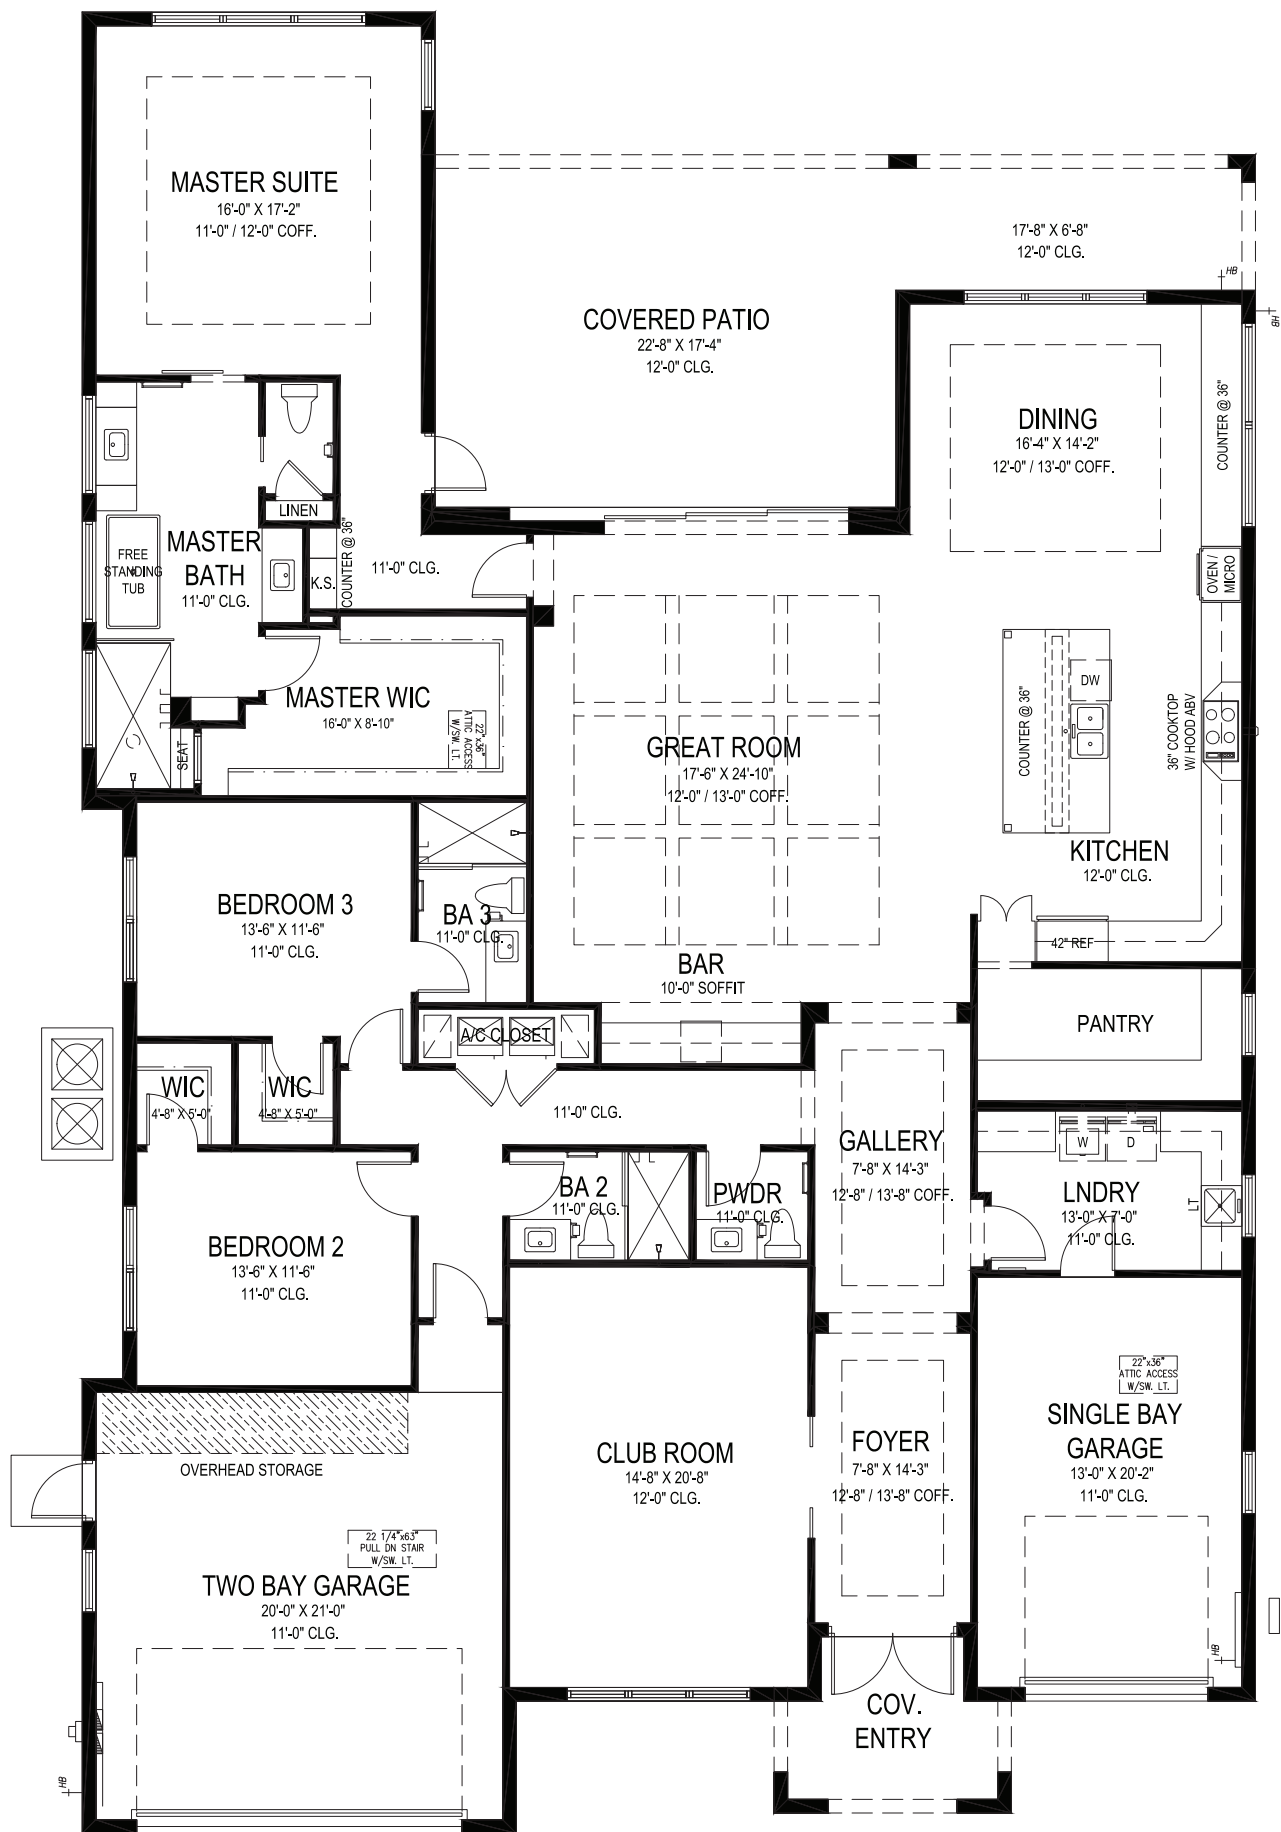 MASTER SUITE
16'-0" X 17'-2"
11'-0" / 12'-0" COFF.
17'-8" X 6'-8"
12'-0" CLG.
HB
HB
COVERED PATIO
22'-8" X 17'-4"
12'-0" CLG.
DINING
16'-4" X 14'-2"
12'-0" / 13'-0" COFF.
COUNTER @ 36"
LINEN
MASTER
BATH
11'-0" CLG.
FREE
STANDING
TUB
K.S.
COUNTER @ 36"
11'-0" CLG.
OVEN /
MICRO
MASTER WIC
16'-0" X 8'-10"
22"x36"
ATTIC ACCESS
W/SW. LT.
SEAT
GREAT ROOM
17'-6" X 24'-10"
12'-0" / 13'-0" COFF.
COUNTER @ 36"
DW
36" COOKTOP
W/ HOOD ABV
KITCHEN
12'-0" CLG.
42" REF
BEDROOM 3
13'-6" X 11'-6"
11'-0" CLG.
BA 3
11'-0" CLG.
BAR
10'-0" SOFFIT
A/C CLOSET
PANTRY
WIC
4'-8" X 5'-0"
WIC
4'-8" X 5'-0"
11'-0" CLG.
GALLERY
7'-8" X 14'-3"
12'-8" / 13'-8" COFF.
W
D
LNDRY
13'-0" X 7'-0"
11'-0" CLG.
LT
BA 2
11'-0" CLG.
PWDR
11'-0" CLG.
BEDROOM 2
13'-6" X 11'-6"
11'-0" CLG.
22"x36"
ATTIC ACCESS
W/SW. LT.
SINGLE BAY
GARAGE
13'-0" X 20'-2"
11'-0" CLG.
HB
OVERHEAD STORAGE
CLUB ROOM
14'-8" X 20'-8"
12'-0" CLG.
FOYER
7'-8" X 14'-3"
12'-8" / 13'-8" COFF.
22 1/4"x63"
PULL DN STAIR
W/SW. LT.
TWO BAY GARAGE
20'-0" X 21'-0"
11'-0" CLG.
HB
COV.
ENTRY